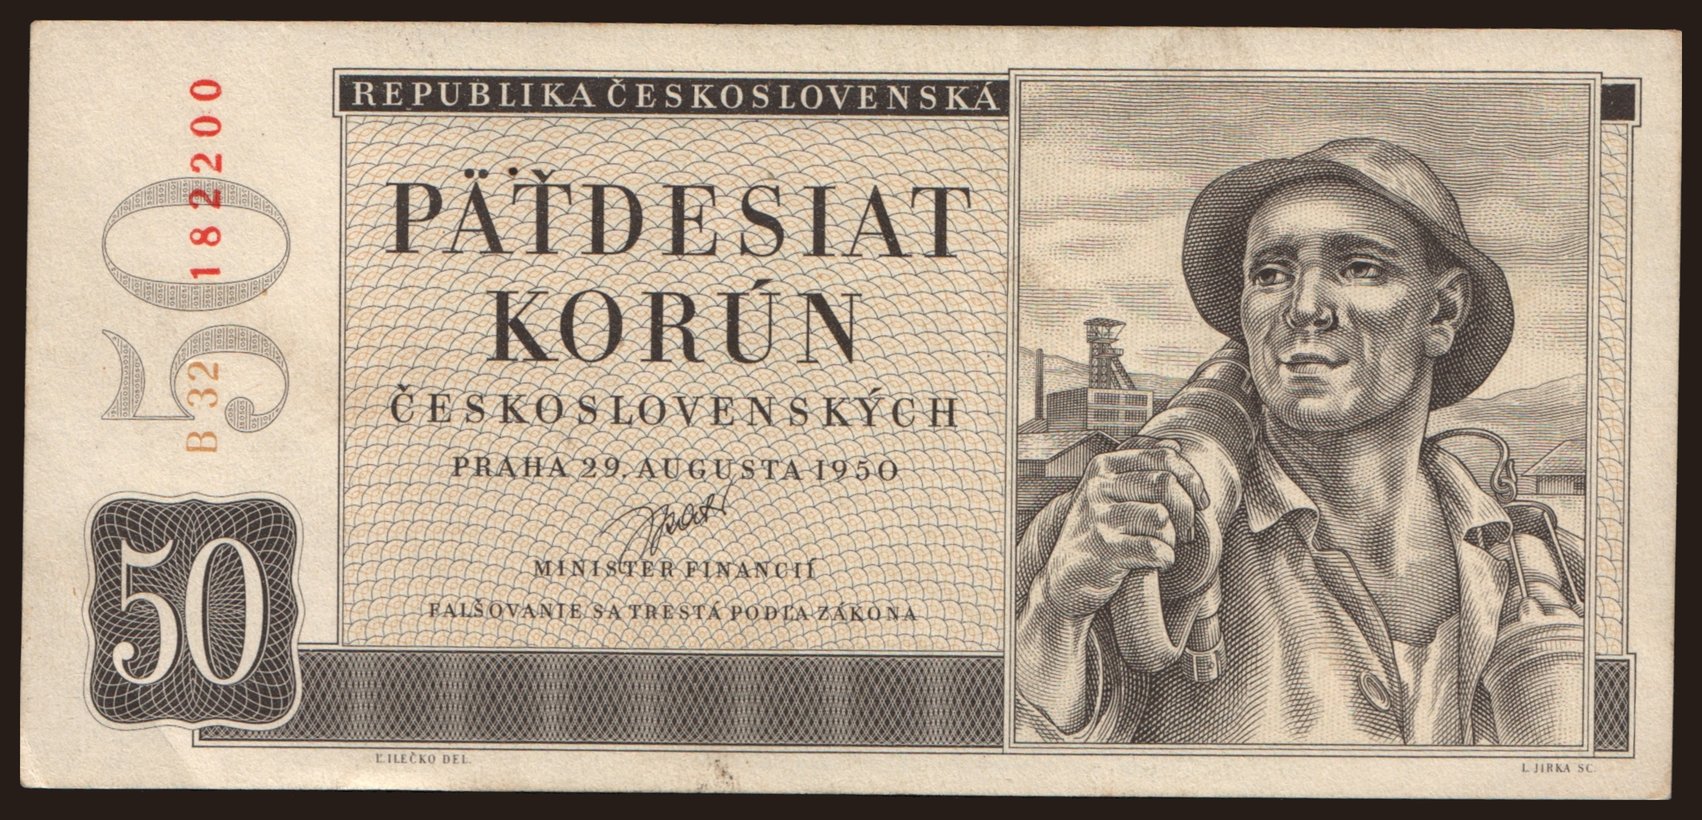 REPUBLIKA ČESKOSLOVENSKÁ
PÄŤDESIAT
KORÚN
ČESKOSLOVENSKÝCH
PRAHA 29. AUGUSTA 1950
MINISTER FINANCIÍ
FALŠOVANIE SA TRESTÁ PODĽA ZÁKONA
50
B 32 182200
50
Ľ. ILEČKO DEL.
L. JIRKA SC.